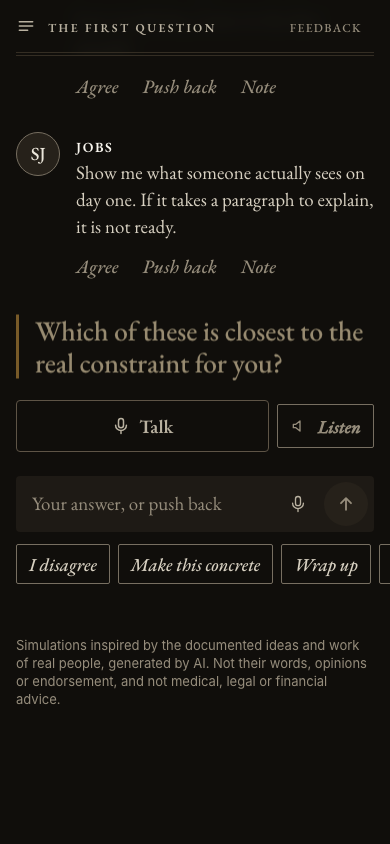 THE FIRST QUESTION FEEDBACK
Agree Push back Note
SJ JOBS
Show me what someone actually sees on
day one. If it takes a paragraph to explain,
it is not ready.
Agree Push back Note
Which of these is closest to the
real constraint for you?
Talk Listen
Your answer, or push back
I disagree Make this concrete Wrap up
Simulations inspired by the documented ideas and work
of real people, generated by AI. Not their words, opinions
or endorsement, and not medical, legal or financial
advice.